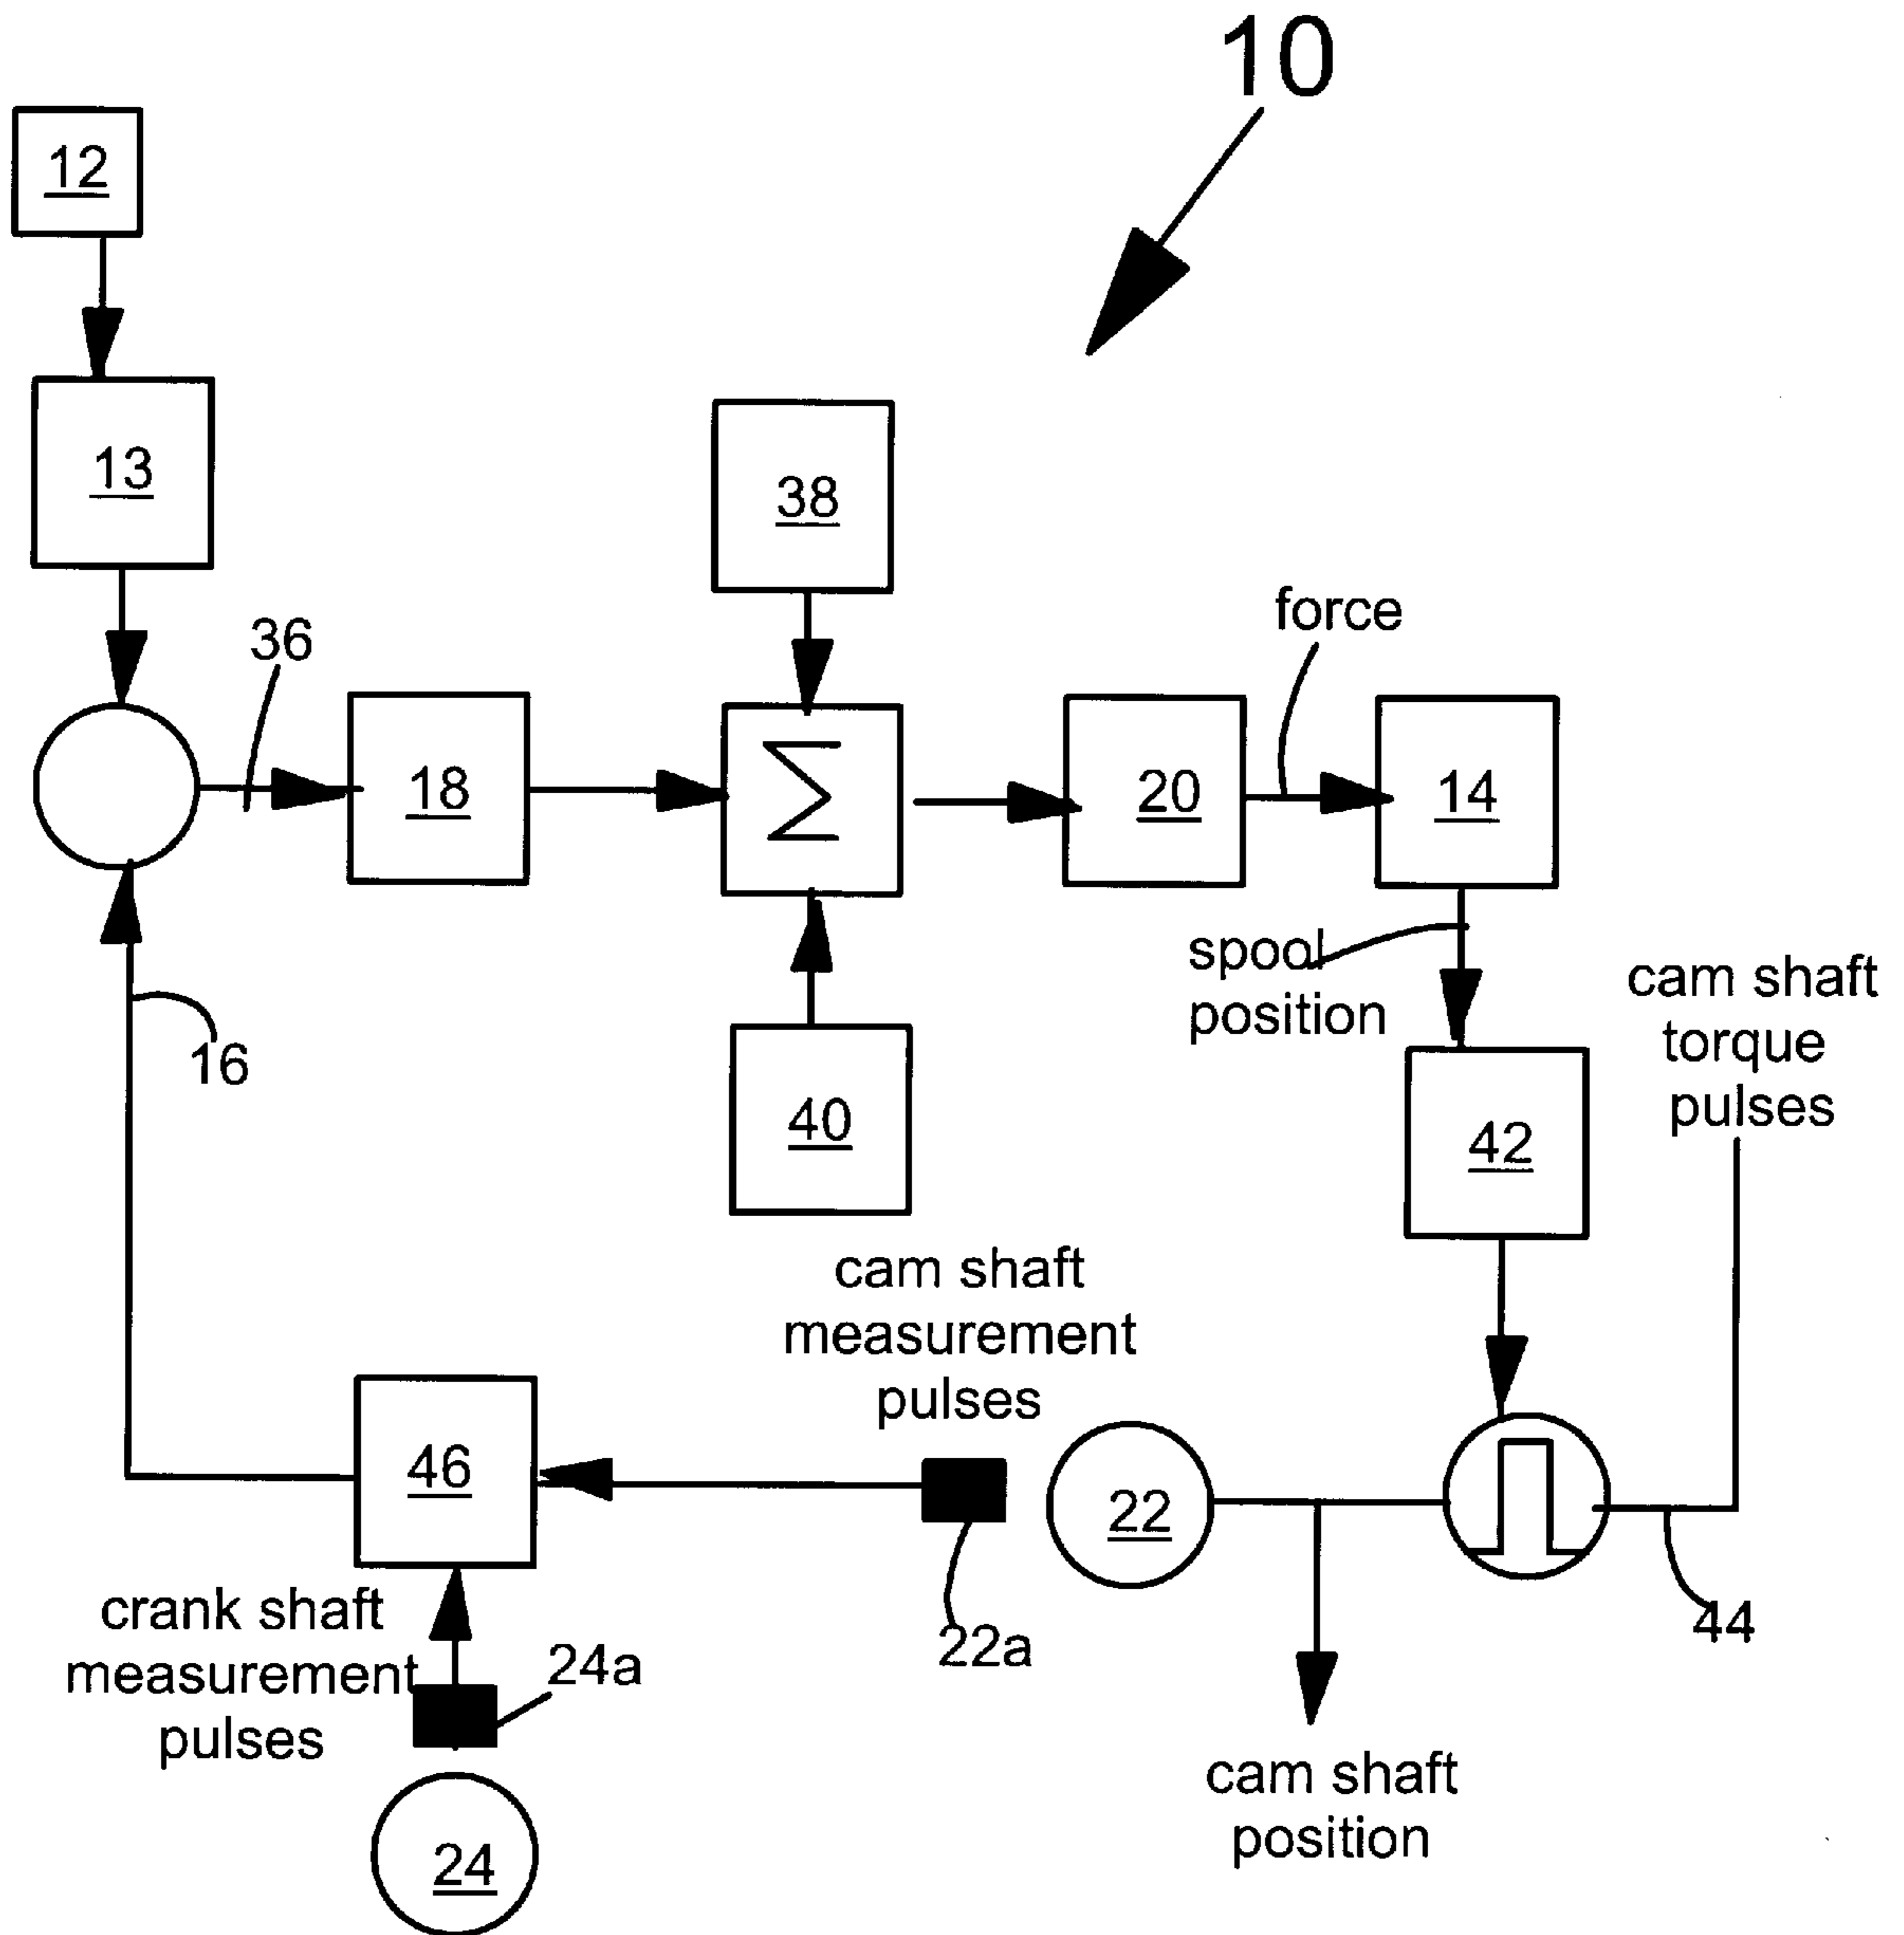 10
12
13
38
force
36
18
Σ
20
14
spool
position
cam shaft
torque
pulses
16
40
42
cam shaft
measurement
pulses
46
22
22a
44
crank shaft
measurement
pulses
24a
24
cam shaft
position